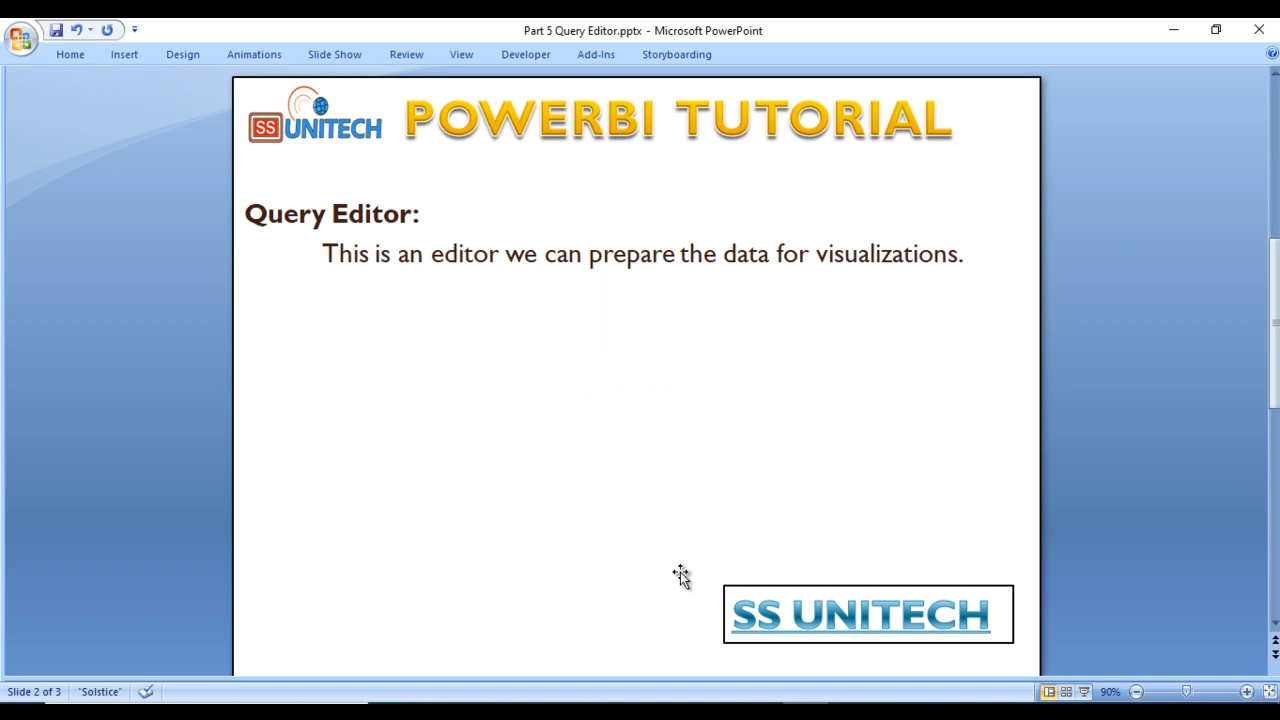 Part 5 Query Editor.pptx - Microsoft PowerPoint
Home Insert Design Animations Slide Show Review View Developer Add-Ins Storyboarding
SS UNITECH
POWERBI TUTORIAL
Query Editor:
This is an editor we can prepare the data for visualizations.
SS UNITECH
Slide 2 of 3 "Solstice" 90%